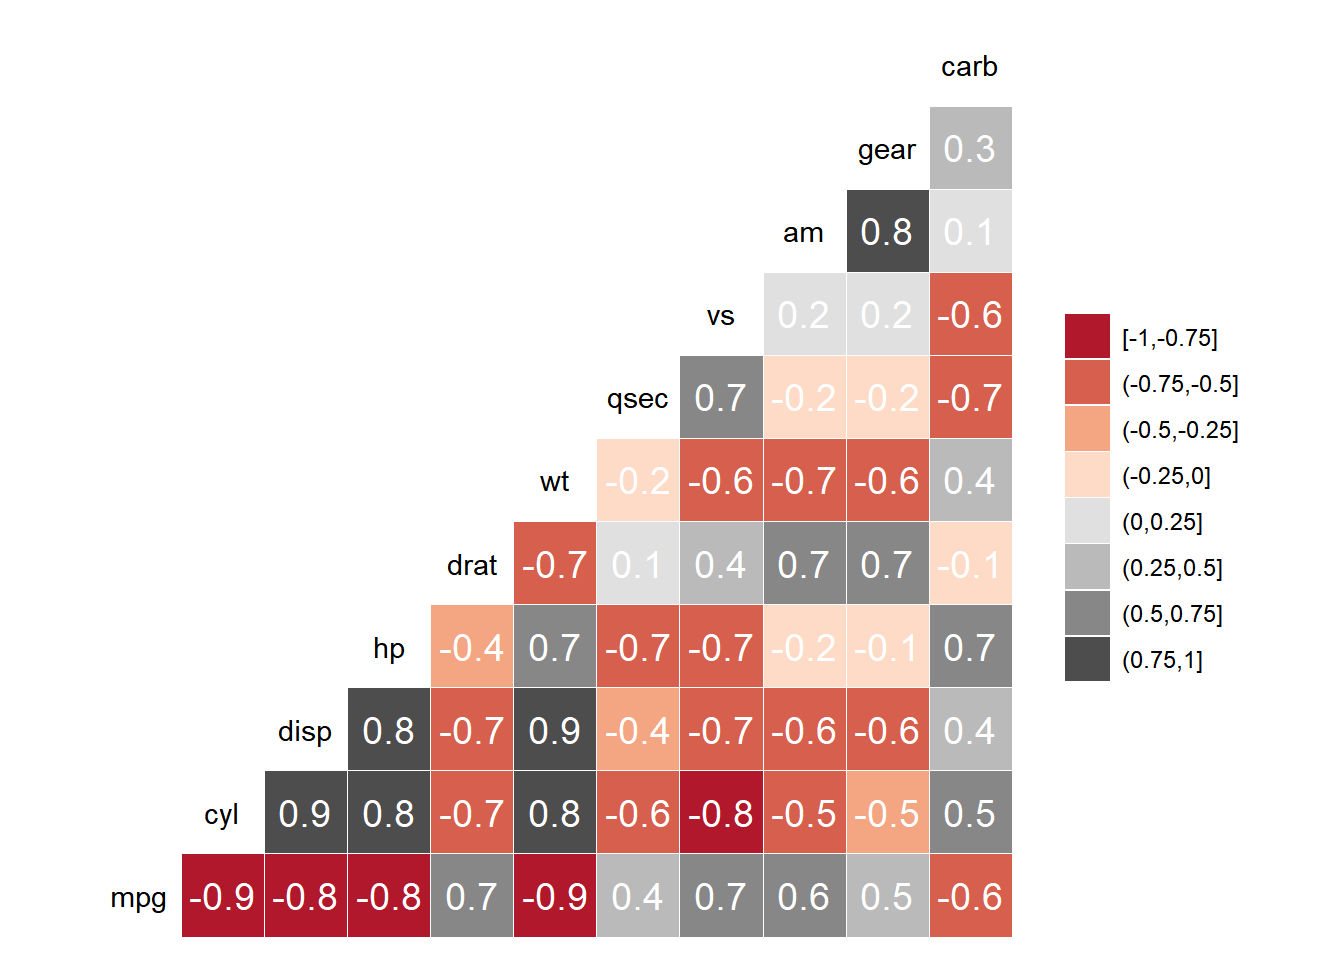 carb
gear 0.3
am 0.8 0.1
vs 0.2 0.2 -0.6
qsec 0.7 -0.2 -0.2 -0.7
wt -0.2 -0.6 -0.7 -0.6 0.4
drat -0.7 0.1 0.4 0.7 0.7 -0.1
hp -0.4 0.7 -0.7 -0.7 -0.2 -0.1 0.7
disp 0.8 -0.7 0.9 -0.4 -0.7 -0.6 -0.6 0.4
cyl 0.9 0.8 -0.7 0.8 -0.6 -0.8 -0.5 -0.5 0.5
mpg -0.9 -0.8 -0.8 0.7 -0.9 0.4 0.7 0.6 0.5 -0.6
[-1,-0.75]
(-0.75,-0.5]
(-0.5,-0.25]
(-0.25,0]
(0,0.25]
(0.25,0.5]
(0.5,0.75]
(0.75,1]